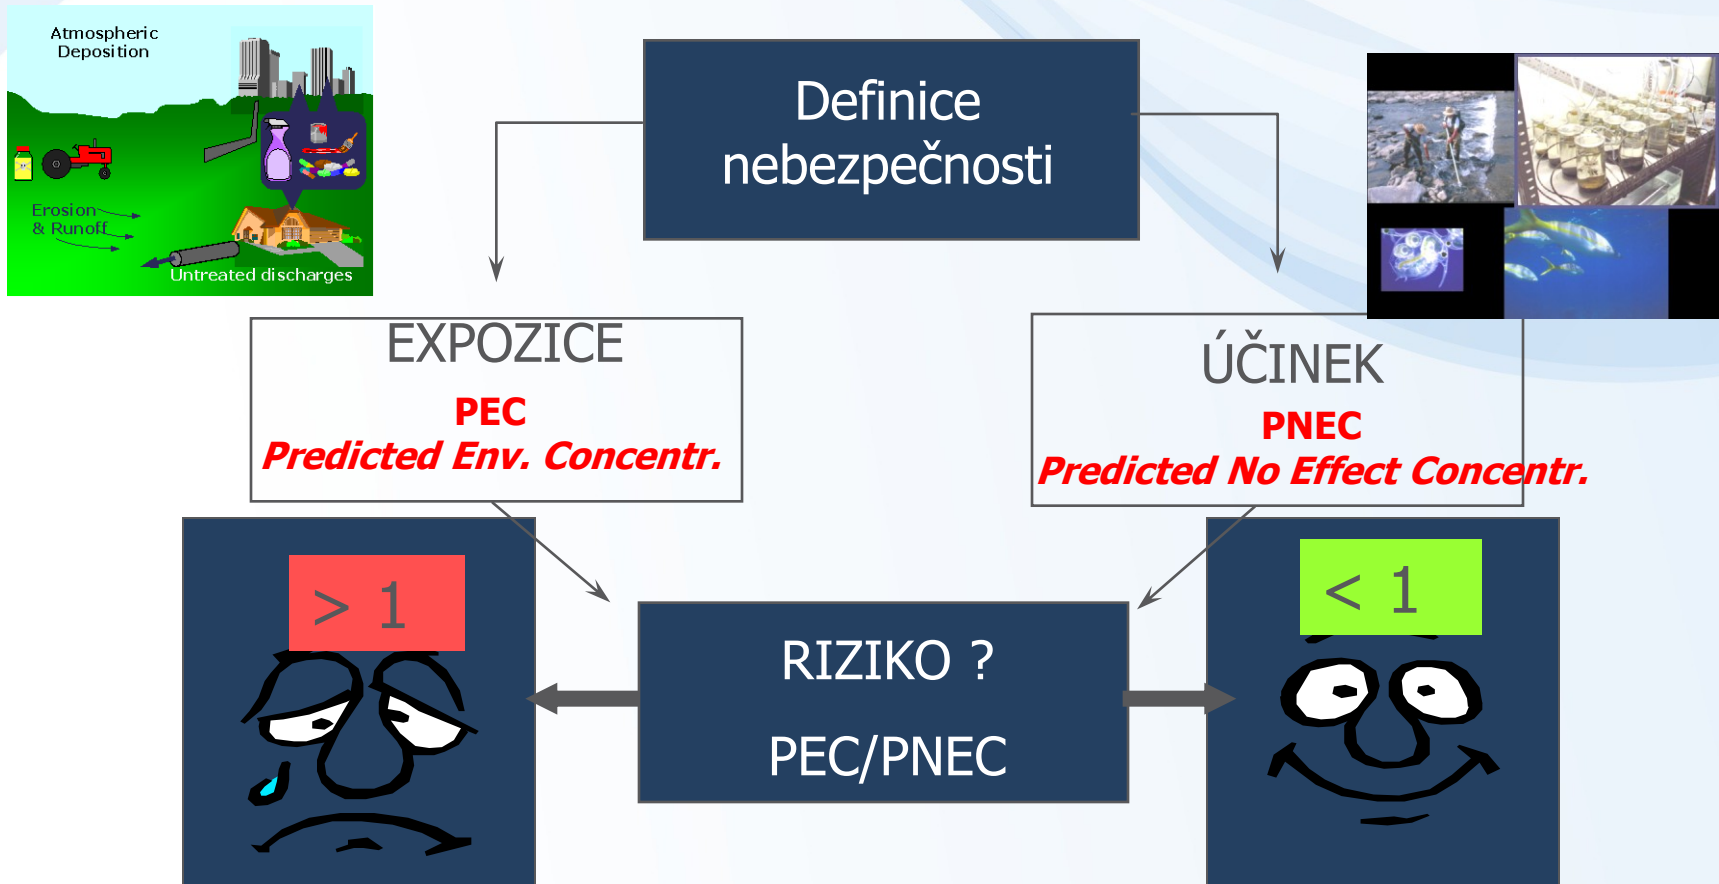 Atmospheric
Deposition
Erosion
& Runoff
Untreated discharges
Definice
nebezpečnosti
EXPOZICE
PEC
Predicted Env. Concentr.
ÚČINEK
PNEC
Predicted No Effect Concentr.
> 1
< 1
RIZIKO ?
PEC/PNEC